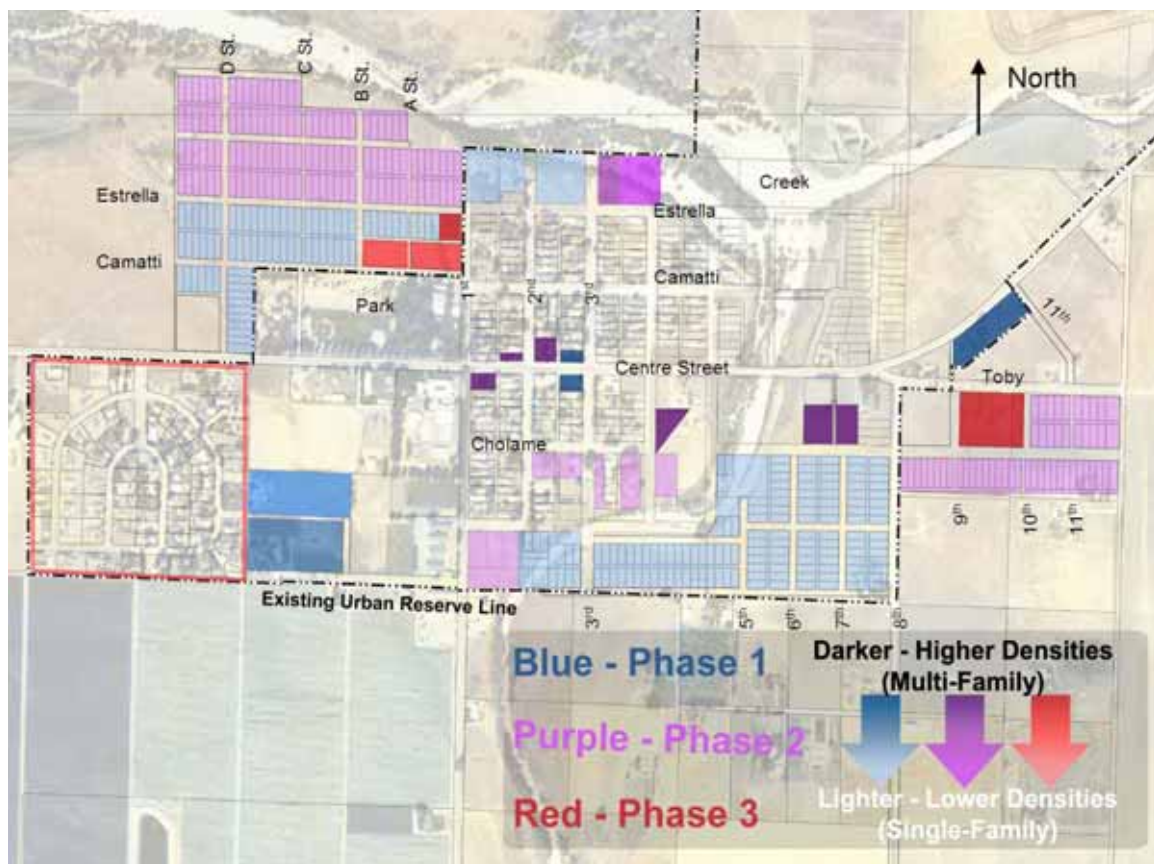 D St.
C St.
B St.
A St.
North
Estrella
Creek
Estrella
Camatti
Camatti
Park
1st
2nd
3rd
11th
Centre Street
Toby
Cholame
9th
10th
11th
Existing Urban Reserve Line
3rd
5th
6th
7th
8th
Blue - Phase 1
Purple - Phase 2
Red - Phase 3
Darker - Higher Densities
(Multi-Family)
Lighter - Lower Densities
(Single-Family)